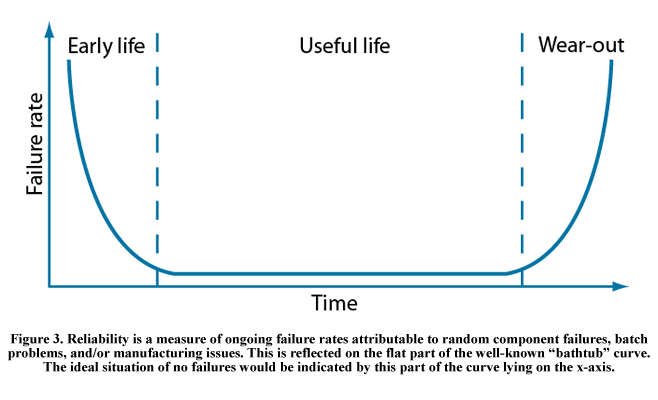 Early life
Useful life
Wear-out
Failure rate
Time
Figure 3. Reliability is a measure of ongoing failure rates attributable to random component failures, batch
problems, and/or manufacturing issues. This is reflected on the flat part of the well-known “bathtub” curve.
The ideal situation of no failures would be indicated by this part of the curve lying on the x-axis.